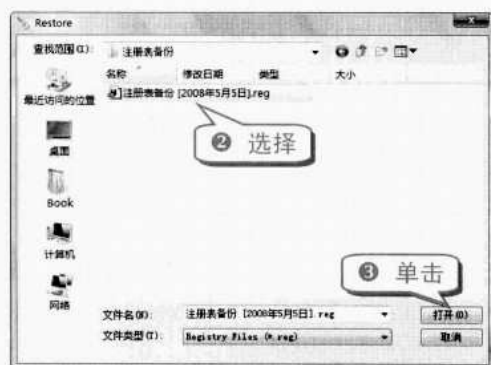 Restore
查找范围(I): 注册表备份
名称 修改日期 类型 大小
注册表备份 [2008年5月5日].reg
最近访问的位置
❷ 选择
桌面
Book
计算机
❸ 单击
网络
文件名(N): 注册表备份 [2008年5月5日].reg 打开(O)
文件类型(T): Registry Files (*.reg) 取消